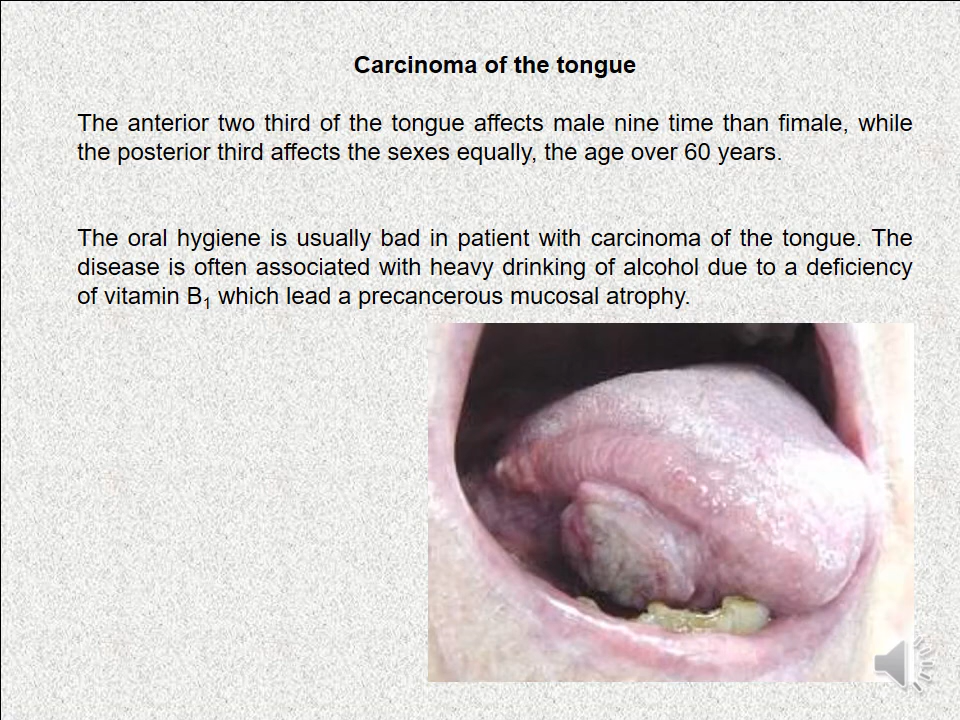 Carcinoma of the tongue
The anterior two third of the tongue affects male nine time than fimale, while
the posterior third affects the sexes equally, the age over 60 years.
The oral hygiene is usually bad in patient with carcinoma of the tongue. The
disease is often associated with heavy drinking of alcohol due to a deficiency
of vitamin B₁ which lead a precancerous mucosal atrophy.